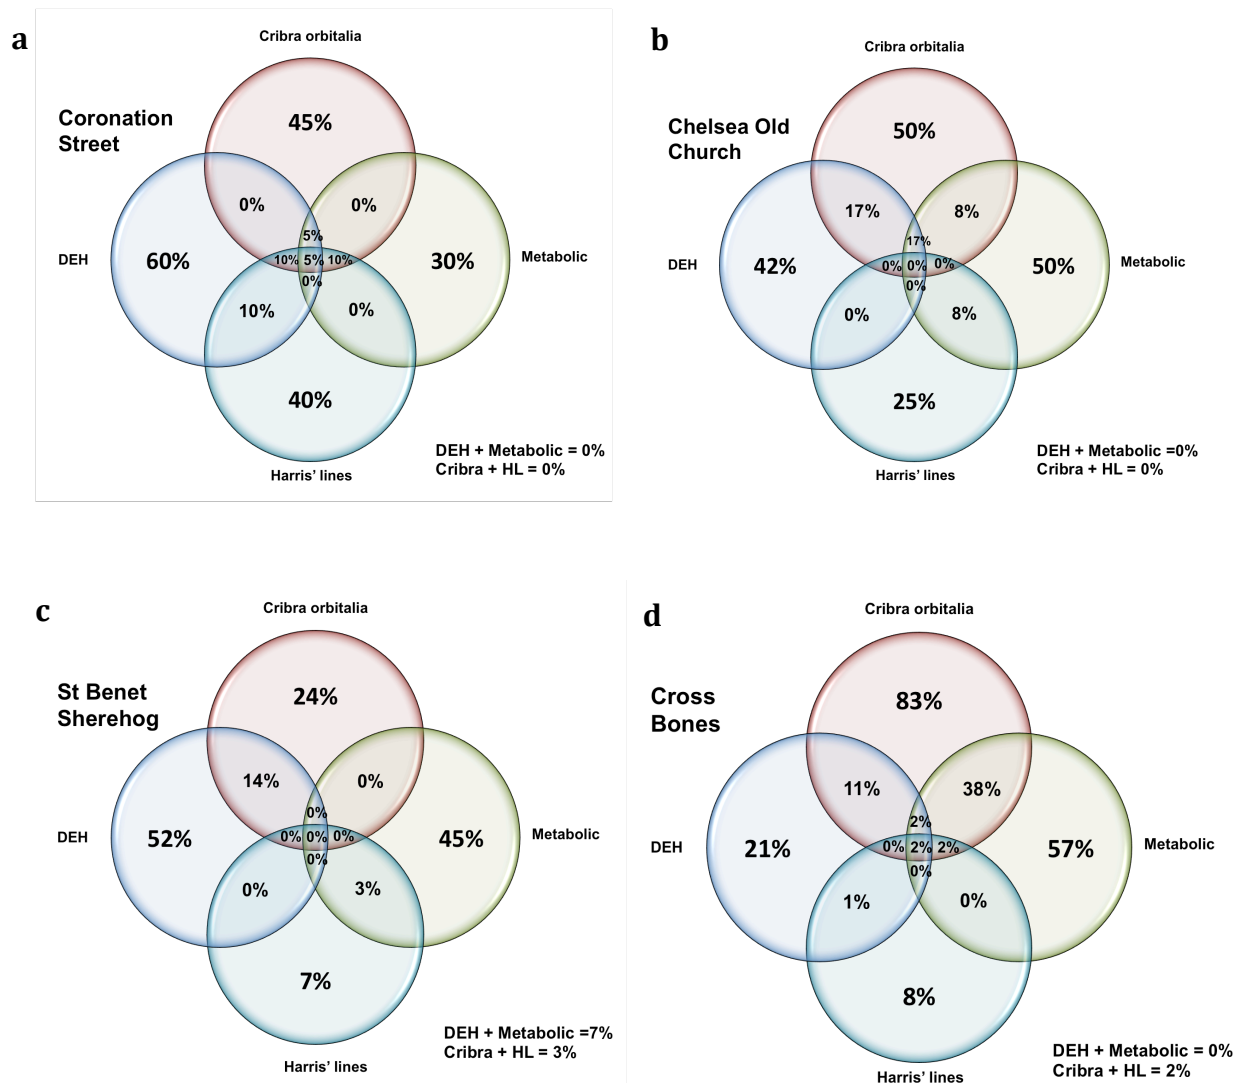 a
Cribra orbitalia
Coronation
Street
45%
0%
0%
5%
DEH
60%
10%
5%
10%
30%
Metabolic
0%
10%
0%
40%
DEH + Metabolic = 0%
Cribra + HL = 0%
Harris’ lines
b
Cribra orbitalia
Chelsea Old
Church
50%
17%
8%
17%
DEH
42%
0%
0%
0%
50%
Metabolic
0%
0%
8%
25%
DEH + Metabolic =0%
Cribra + HL = 0%
Harris’ lines
c
Cribra orbitalia
St Benet
Sherehog
24%
14%
0%
0%
DEH
52%
0%
0%
0%
45%
Metabolic
0%
0%
3%
7%
DEH + Metabolic =7%
Cribra + HL = 3%
Harris’ lines
d
Cribra orbitalia
Cross
Bones
83%
11%
38%
2%
DEH
21%
0%
2%
2%
57%
Metabolic
0%
1%
0%
8%
DEH + Metabolic = 0%
Cribra + HL = 2%
Harris’ lines